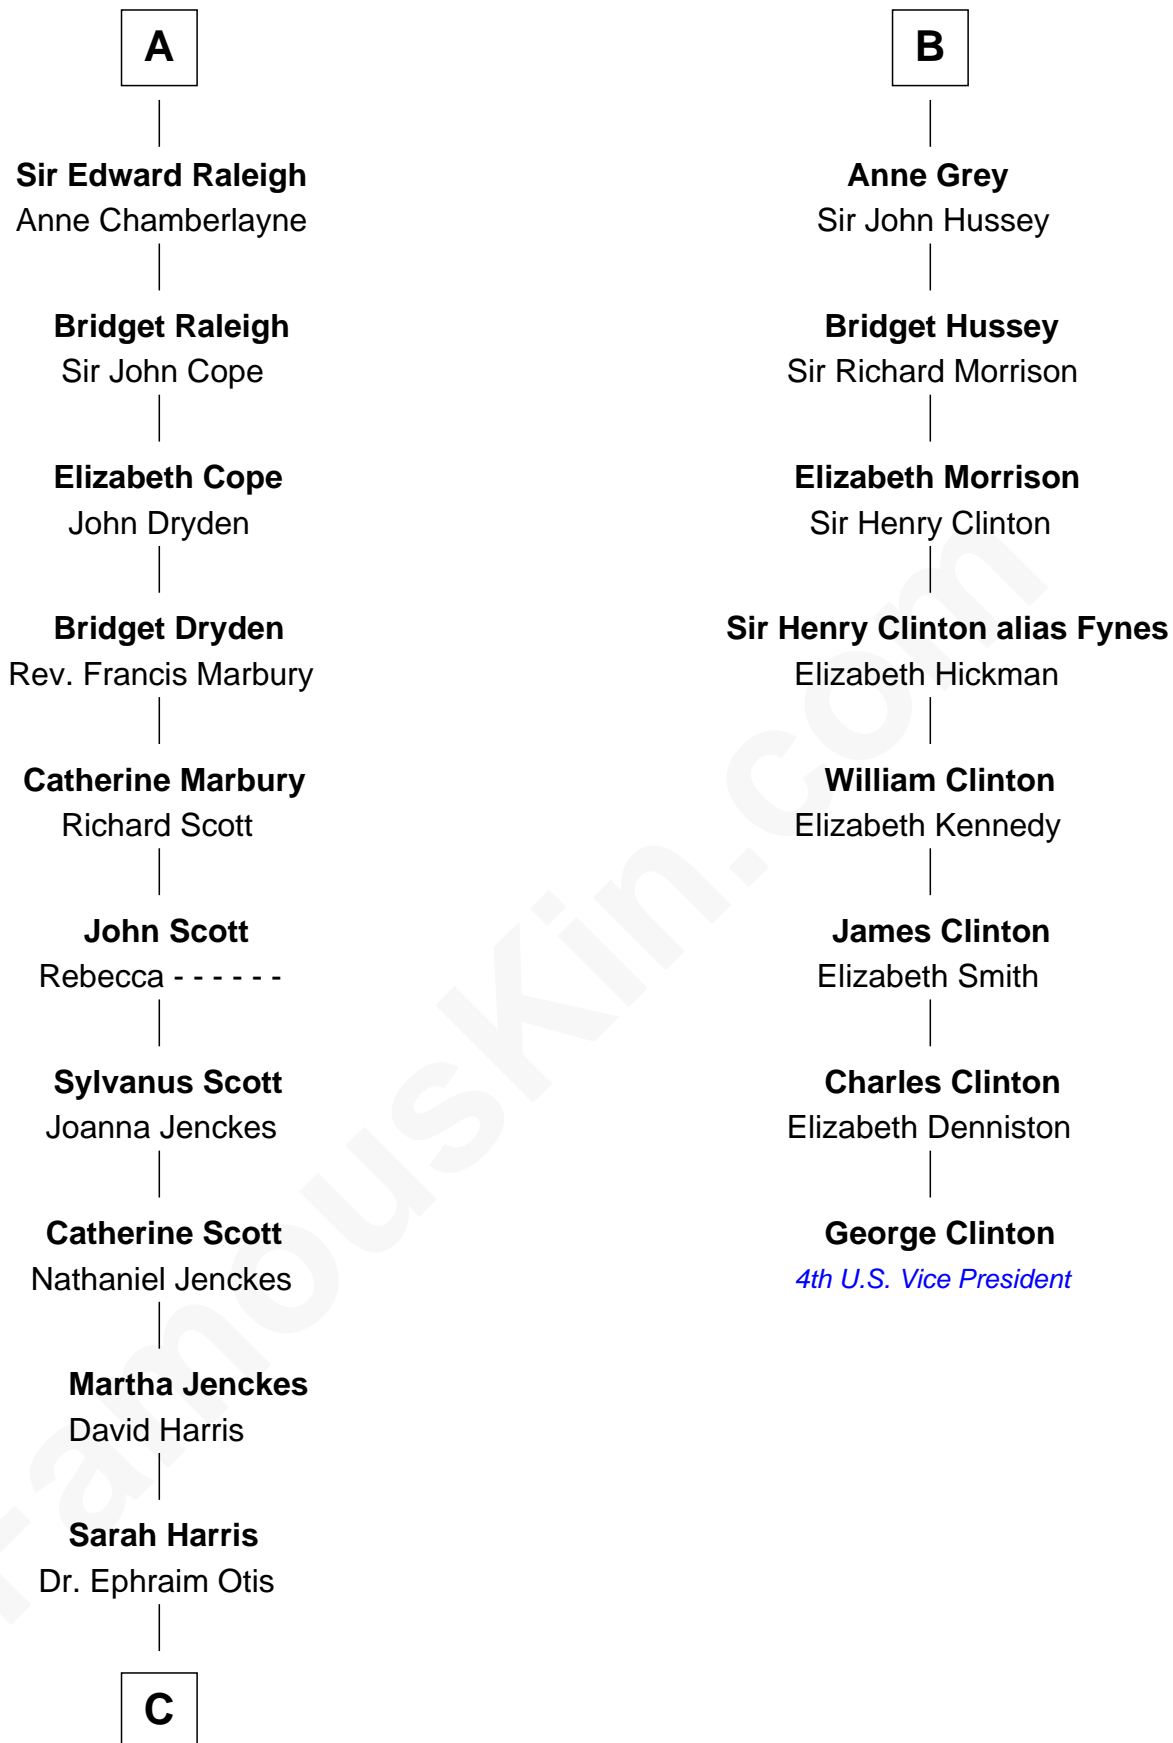 A
Sir Edward Raleigh
Anne Chamberlayne
Bridget Raleigh
Sir John Cope
Elizabeth Cope
John Dryden
Bridget Dryden
Rev. Francis Marbury
Catherine Marbury
Richard Scott
John Scott
Rebecca - - - - - -
Sylvanus Scott
Joanna Jenckes
Catherine Scott
Nathaniel Jenckes
Martha Jenckes
David Harris
Sarah Harris
Dr. Ephraim Otis
C
B
Anne Grey
Sir John Hussey
Bridget Hussey
Sir Richard Morrison
Elizabeth Morrison
Sir Henry Clinton
Sir Henry Clinton alias Fynes
Elizabeth Hickman
William Clinton
Elizabeth Kennedy
James Clinton
Elizabeth Smith
Charles Clinton
Elizabeth Denniston
George Clinton
4th U.S. Vice President
FamousKin.com